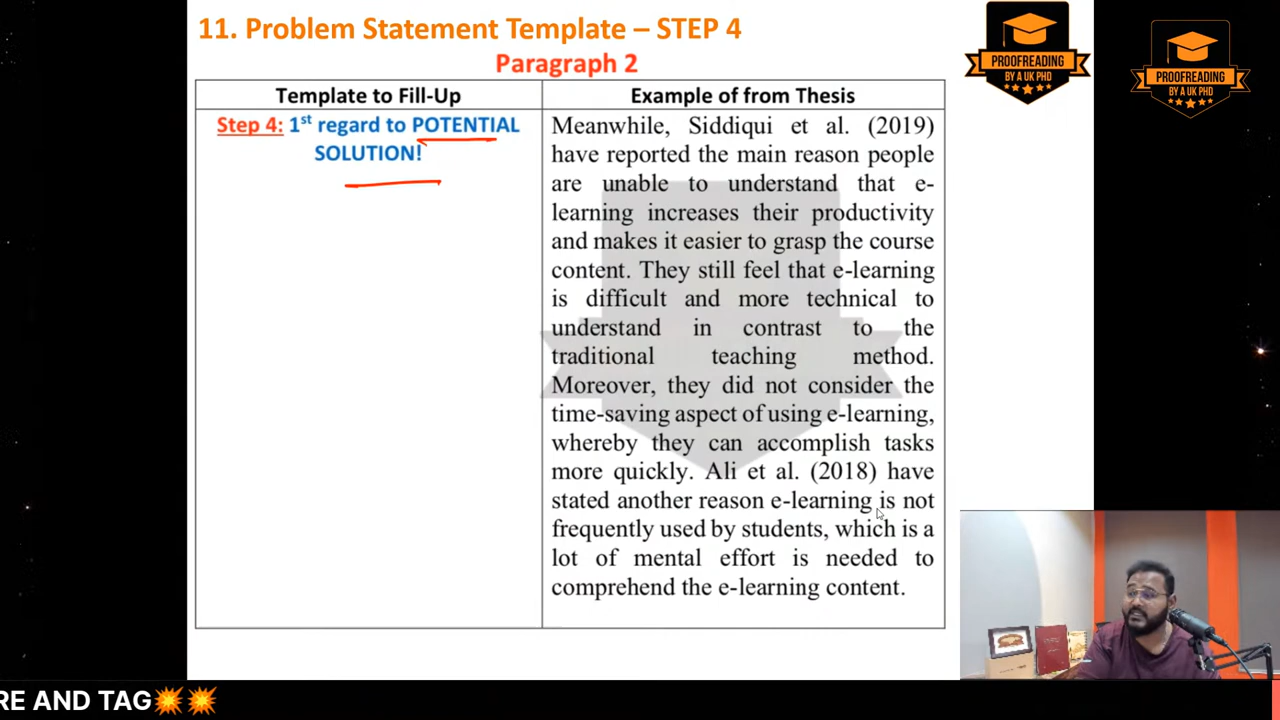 11. Problem Statement Template – STEP 4
Paragraph 2
PROOFREADING
BY A UK PHD
PROOFREADING
BY A UK PHD
Template to Fill-Up
Example of from Thesis
Step 4: 1st regard to POTENTIAL
SOLUTION!
Meanwhile, Siddiqui et al. (2019)
have reported the main reason people
are unable to understand that e-
learning increases their productivity
and makes it easier to grasp the course
content. They still feel that e-learning
is difficult and more technical to
understand in contrast to the
traditional teaching method.
Moreover, they did not consider the
time-saving aspect of using e-learning,
whereby they can accomplish tasks
more quickly. Ali et al. (2018) have
stated another reason e-learning is not
frequently used by students, which is a
lot of mental effort is needed to
comprehend the e-learning content.
RE AND TAG💥💥